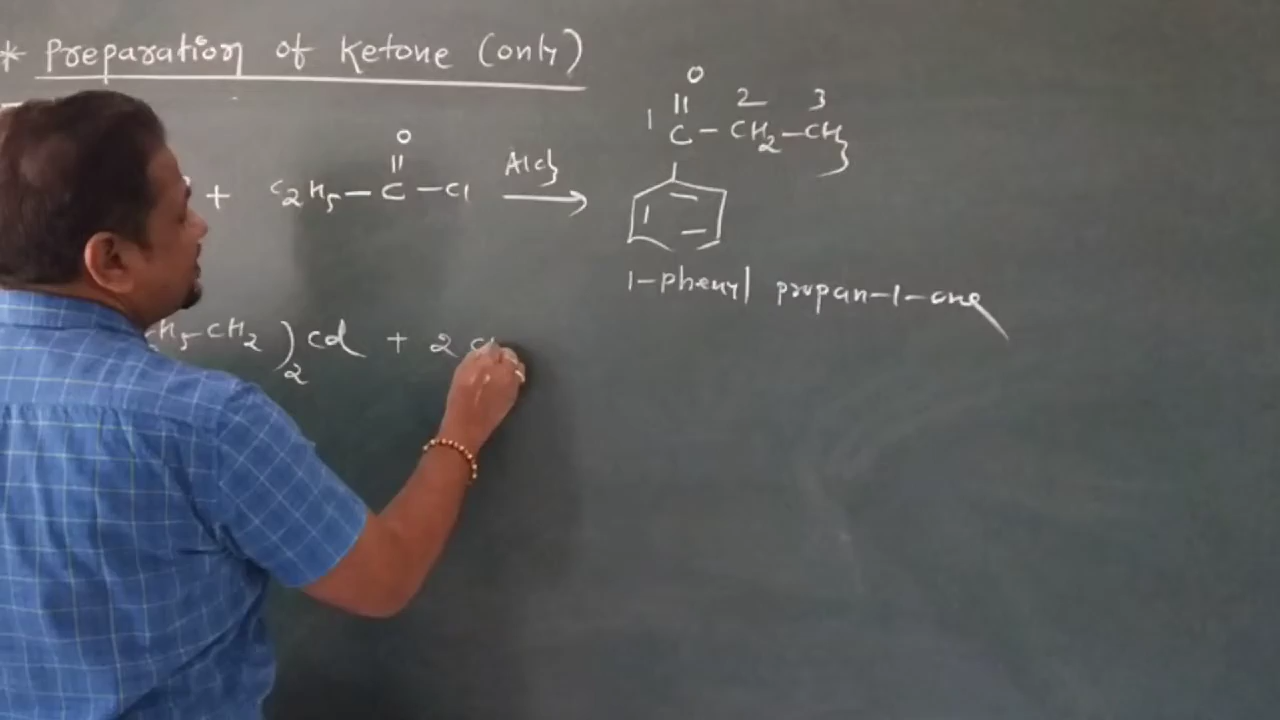 * Preparation of Ketone (only)
O
1 || 2 3
C - CH2 - CH3
O
||
+ C2H5 - C - Cl AlCl3
1-phenyl propan-1-one
H5-CH2)2 Cd + 2 C